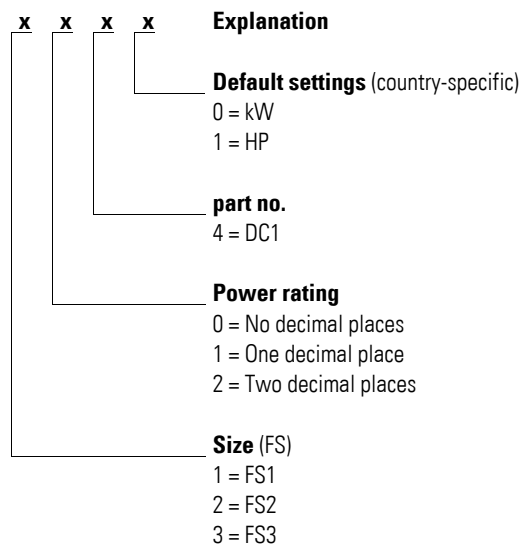 x x x x Explanation
Default settings (country-specific)
0 = kW
1 = HP
part no.
4 = DC1
Power rating
0 = No decimal places
1 = One decimal place
2 = Two decimal places
Size (FS)
1 = FS1
2 = FS2
3 = FS3